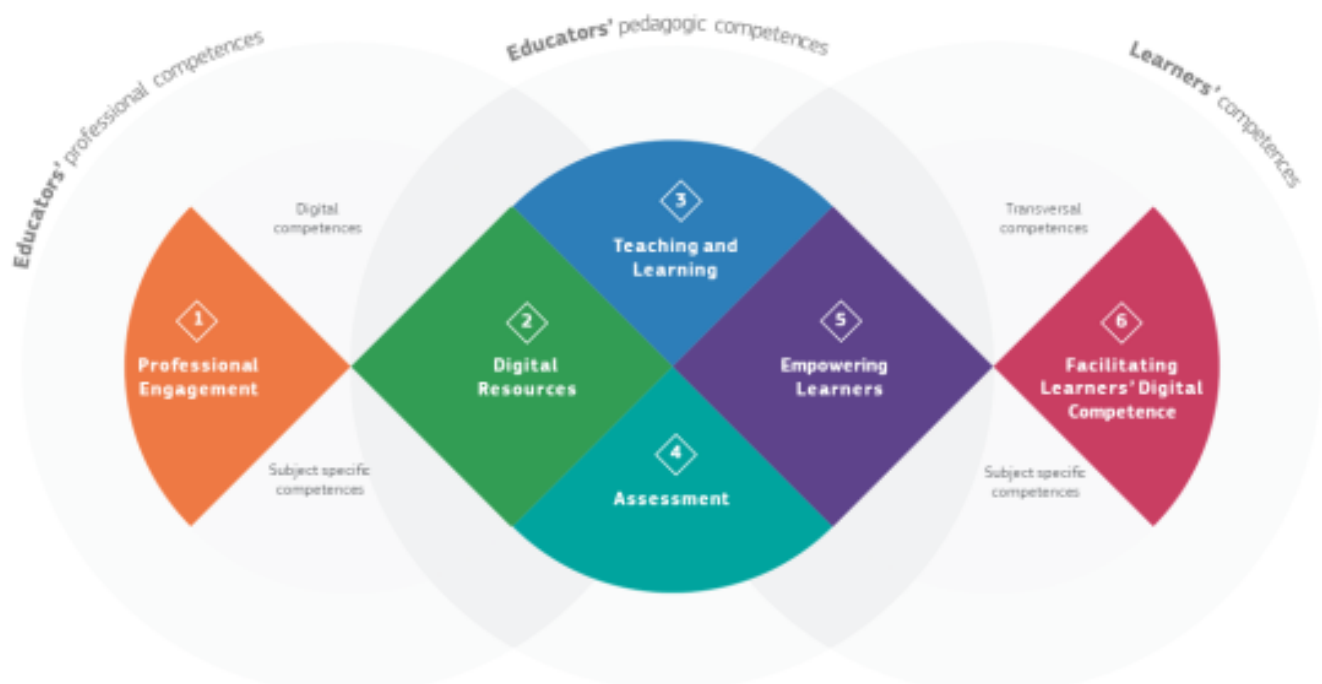 Educators' professional competences
Educators' pedagogic competences
Learners' competences
Digital
competences
Transversal
competences
1
Professional
Engagement
2
Digital
Resources
3
Teaching and
Learning
4
Assessment
5
Empowering
Learners
6
Facilitating
Learners' Digital
Competence
Subject specific
competences
Subject specific
competences